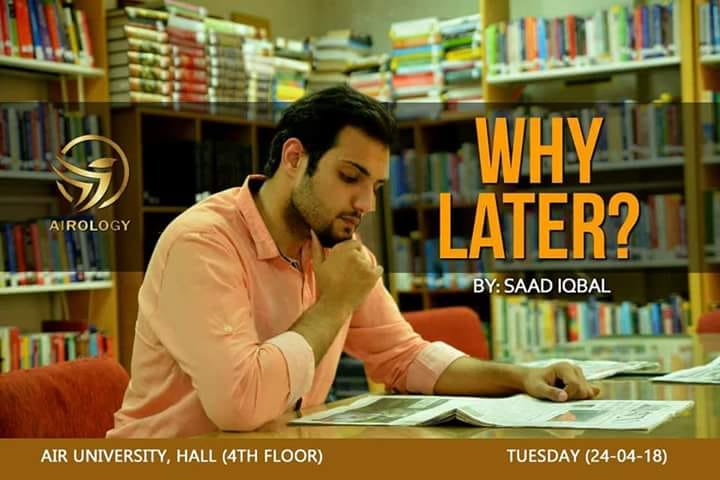 WHY
LATER?
BY: SAAD IQBAL
AIROLOGY
AIR UNIVERSITY, HALL (4TH FLOOR)
TUESDAY (24-04-18)